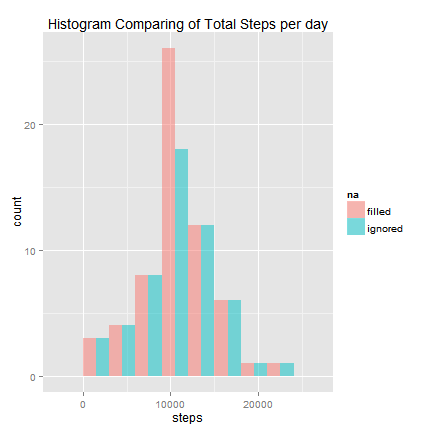 Histogram Comparing of Total Steps per day
20
10
0
count
0 10000 20000
steps
na
filled
ignored